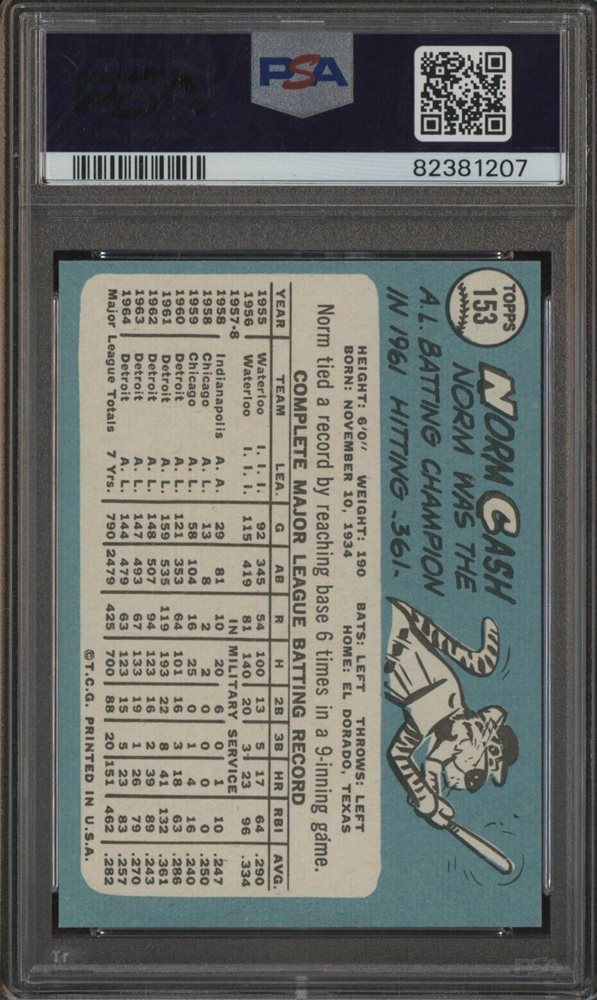 PSA
PSA
82381207
TOPPS
153
NORM CASH
NORM WAS THE
A.L. BATTING CHAMPION
IN 1961 HITTING .361.
HEIGHT: 6'0" WEIGHT: 190 BATS: LEFT THROWS: LEFT
BORN: NOVEMBER 10, 1934 HOME: EL DORADO, TEXAS
Norm tied a record by reaching base 6 times in a 9-inning game.
COMPLETE MAJOR LEAGUE BATTING RECORD
YEAR TEAM LEA. G AB R H 2B 3B HR RBI AVG.
1955 Waterloo I. I. I. 92 345 54 100 13 5 17 64 .290
1956 Waterloo I. I. I. 115 419 81 140 20 3 23 96 .334
1957-8 IN MILITARY SERVICE
1958 Indianapolis A. A. 29 81 10 20 6 0 1 10 .247
1958 Chicago A. L. 13 8 2 2 0 0 0 0 .250
1959 Chicago A. L. 58 104 16 25 0 1 4 16 .240
1960 Detroit A. L. 121 353 64 101 16 3 18 63 .286
1961 Detroit A. L. 159 535 119 193 22 8 41 132 .361
1962 Detroit A. L. 148 507 94 123 16 2 39 89 .243
1963 Detroit A. L. 147 493 67 133 19 1 26 79 .270
1964 Detroit A. L. 144 479 63 123 15 5 23 83 .257
Major League Totals 7 Yrs. 790 2479 425 700 88 20 151 462 .282
©T.C.G. PRINTED IN U.S.A.
PSA